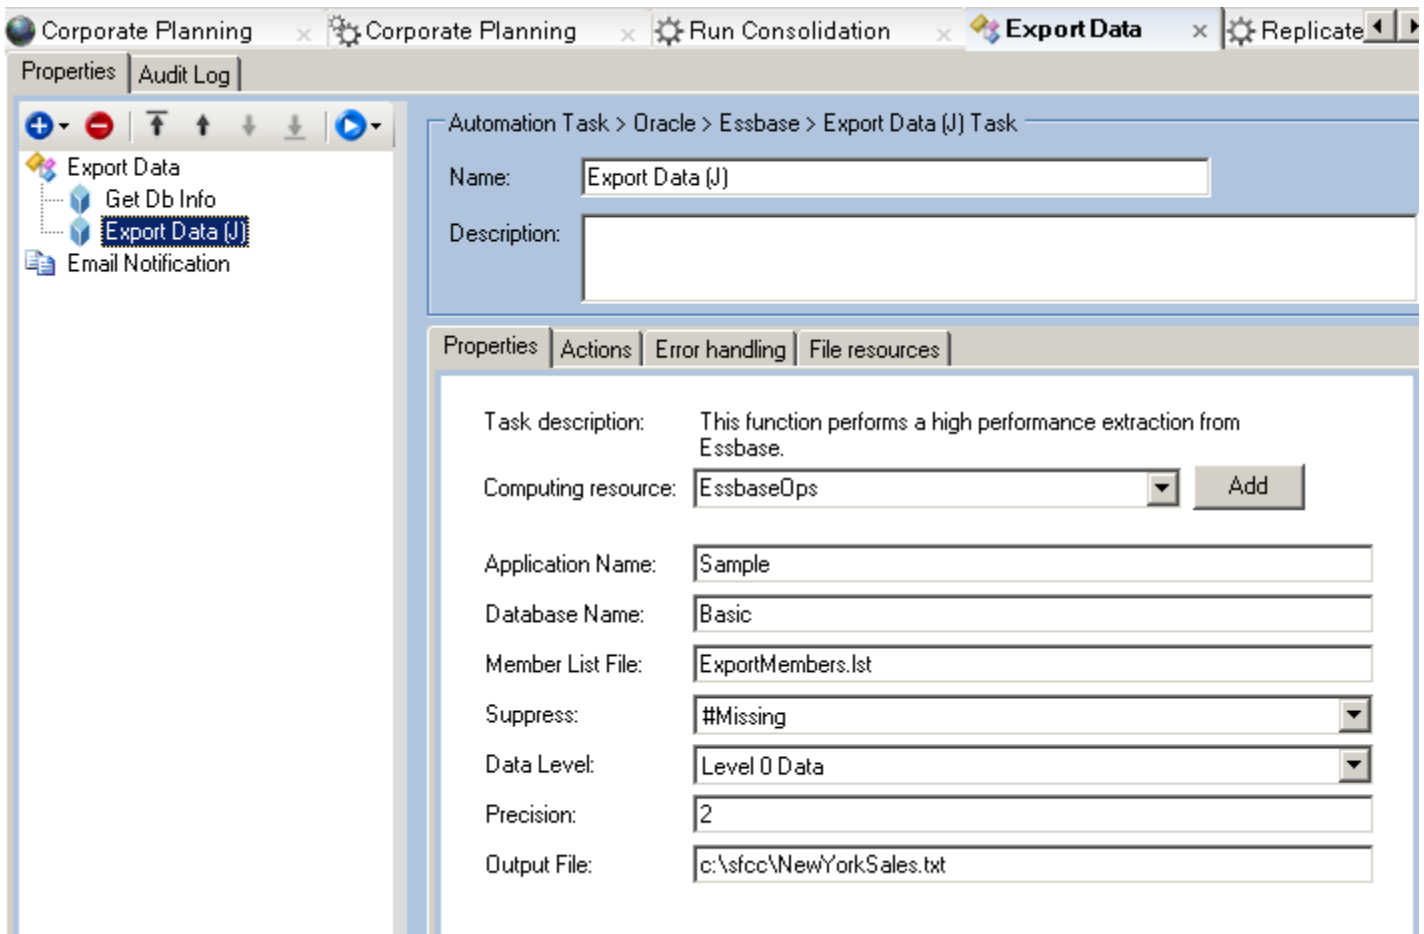 Corporate Planning
Corporate Planning
Run Consolidation
Export Data
Replicate
Properties
Audit Log
Export Data
Get Db Info
Export Data (J)
Email Notification
Automation Task > Oracle > Essbase > Export Data (J) Task
Name: Export Data (J)
Description:
Properties
Actions
Error handling
File resources
Task description: This function performs a high performance extraction from
Essbase.
Computing resource: EssbaseOps Add
Application Name: Sample
Database Name: Basic
Member List File: ExportMembers.lst
Suppress: #Missing
Data Level: Level 0 Data
Precision: 2
Output File: c:\sfcc\NewYorkSales.txt